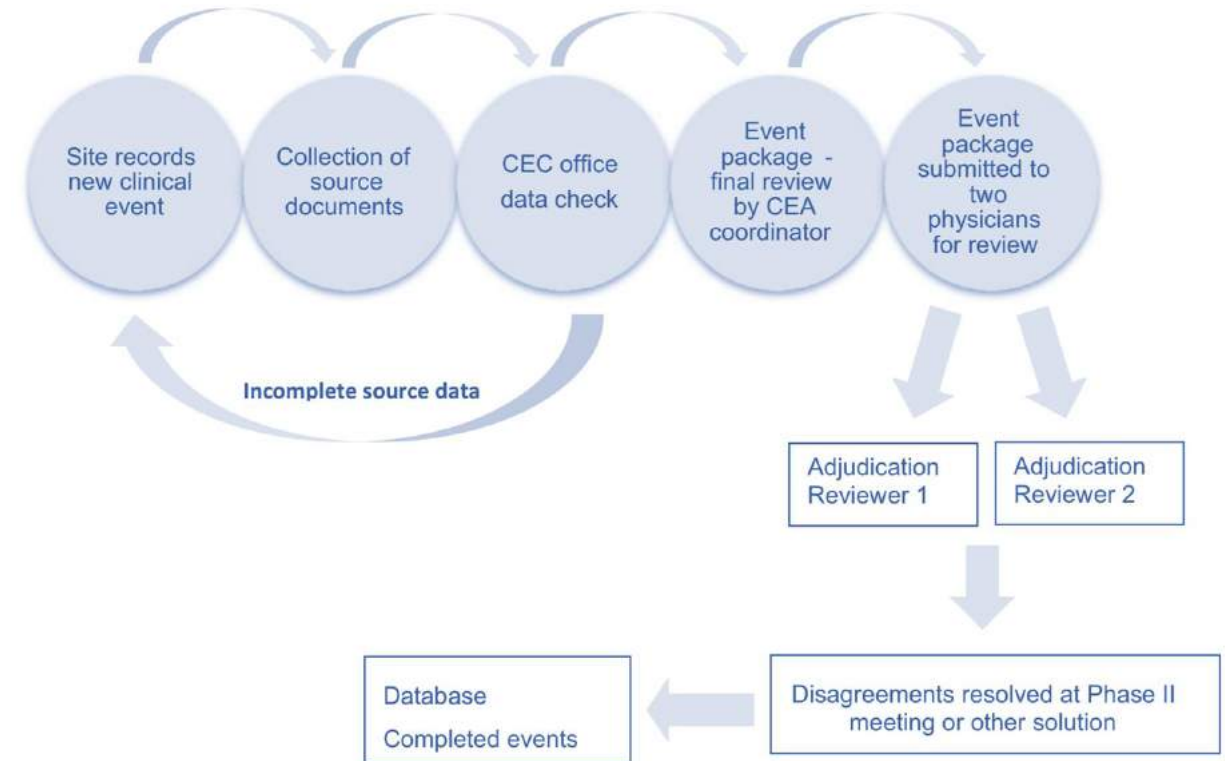 Site records
new clinical
event
Collection of
source
documents
CEC office
data check
Event
package -
final review
by CEA
coordinator
Event
package
submitted to
two
physicians
for review
Incomplete source data
Adjudication
Reviewer 1
Adjudication
Reviewer 2
Disagreements resolved at Phase II
meeting or other solution
Database
Completed events